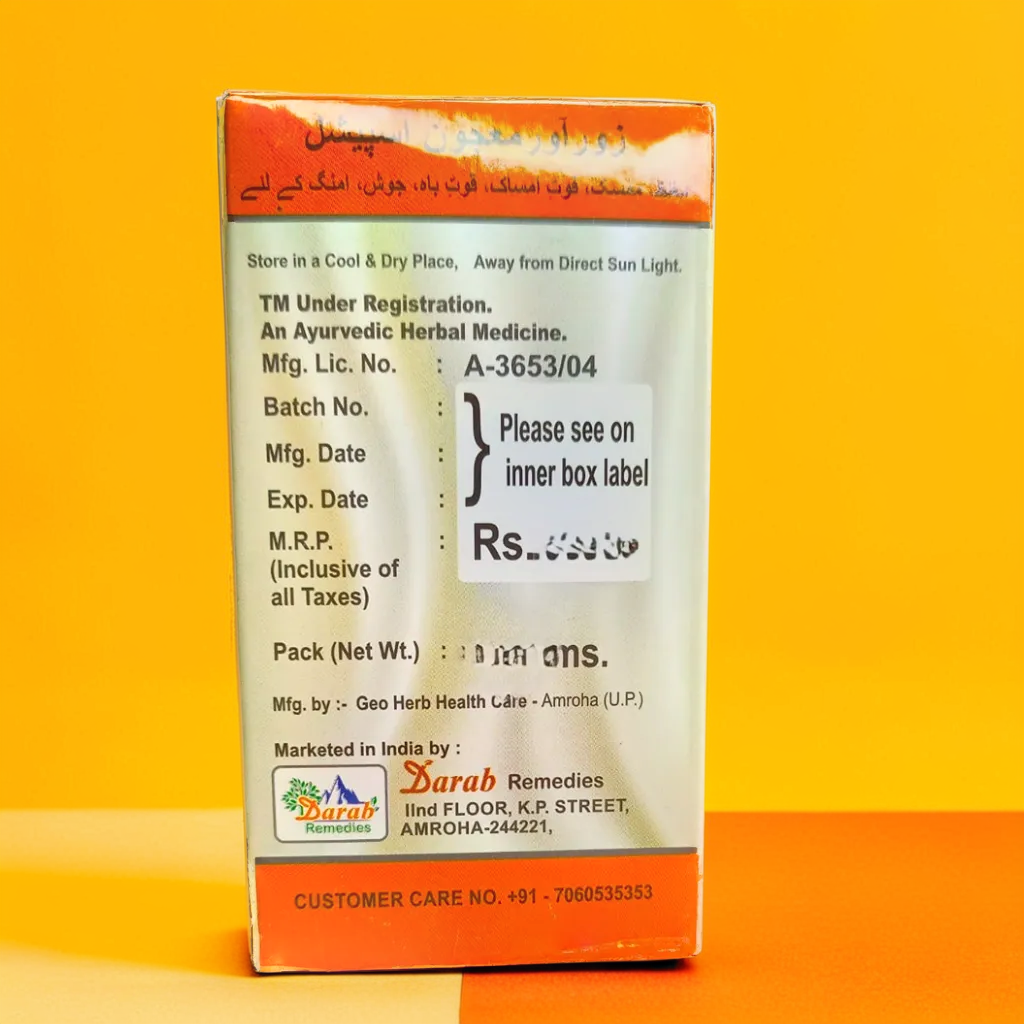 زور آور معجون اسپیشل
ممسک، قوت امساک، قوت باہ، جوش، امنگ کے لئے
Store in a Cool & Dry Place, Away from Direct Sun Light.
TM Under Registration.
An Ayurvedic Herbal Medicine.
Mfg. Lic. No. : A-3653/04
Batch No. :
Mfg. Date :
Exp. Date :
} Please see on
inner box label
M.R.P. : Rs.
(Inclusive of
all Taxes)
Pack (Net Wt.) :
Mfg. by :- Geo Herb Health Care - Amroha (U.P.)
Marketed in India by :
Darab Remedies
Darab Remedies
IInd FLOOR, K.P. STREET,
AMROHA-244221,
CUSTOMER CARE NO. +91 - 7060535353